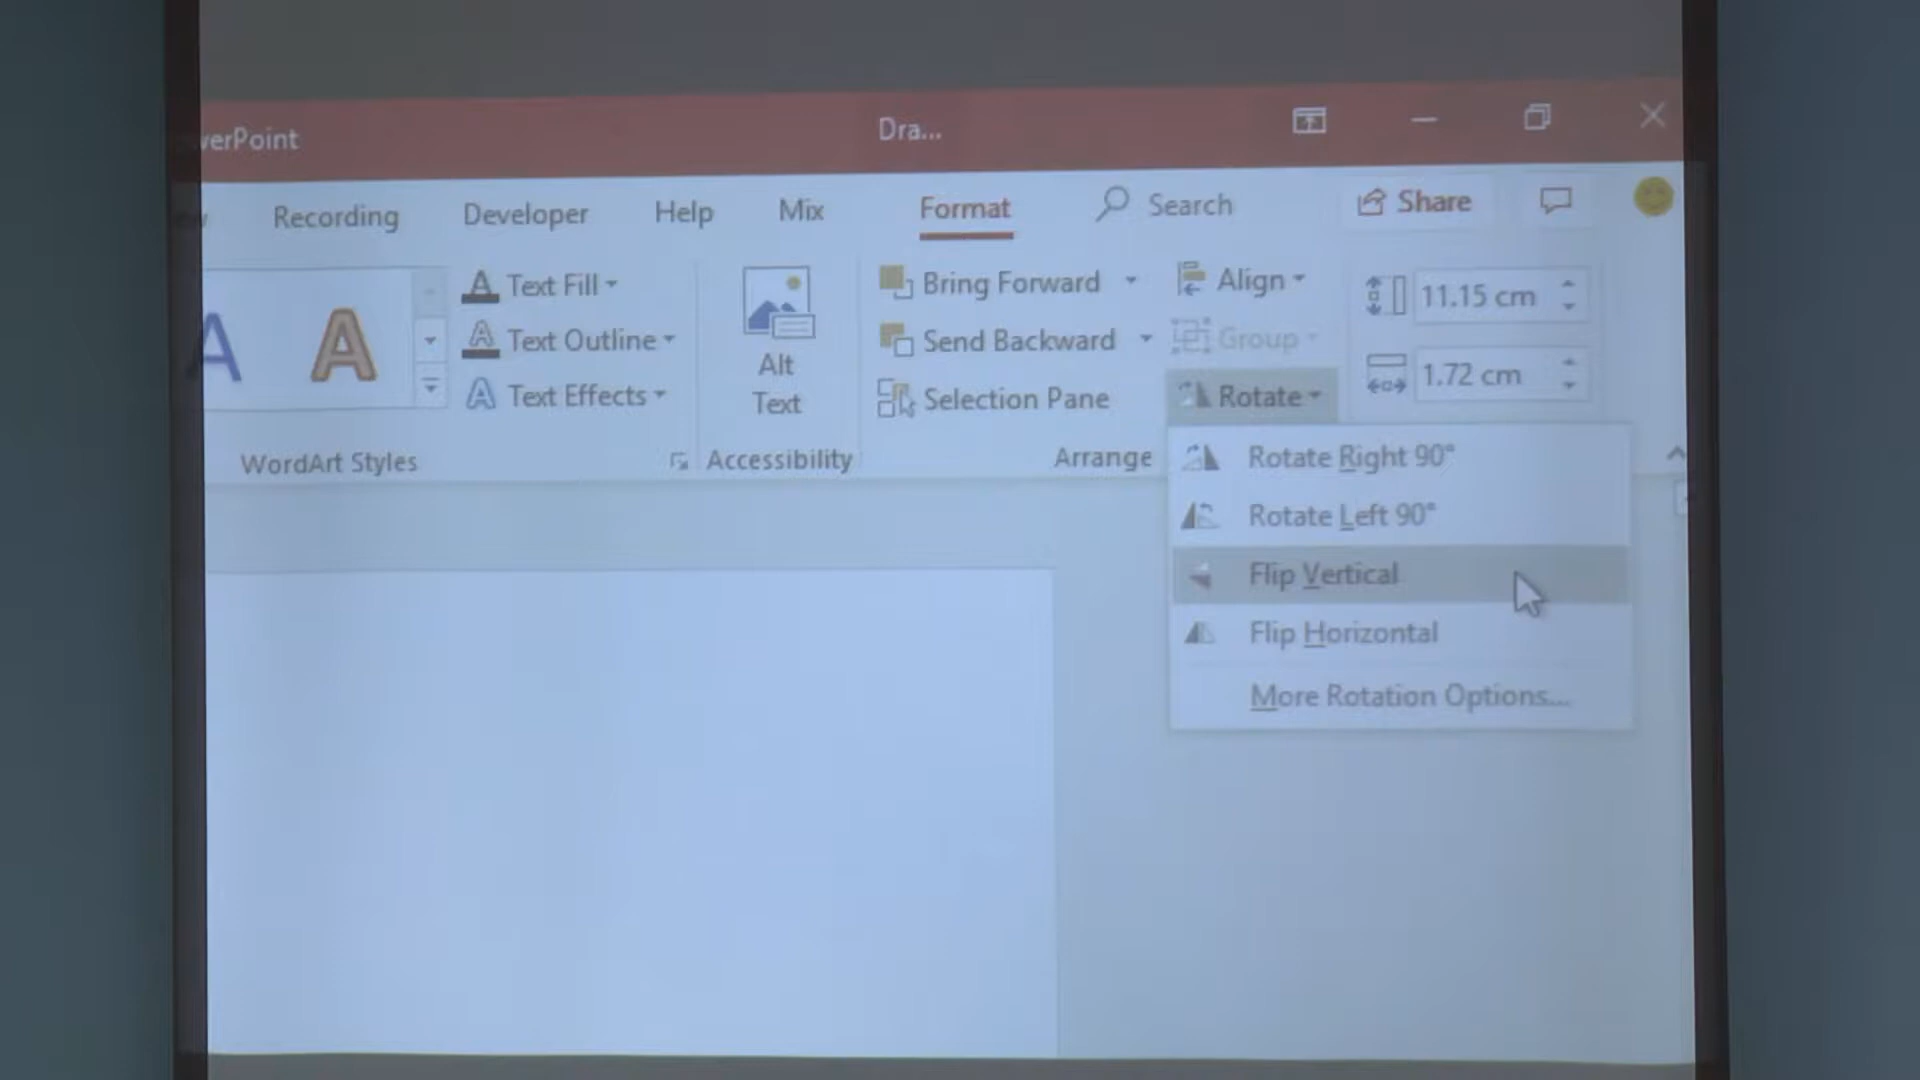 Dra...
Recording Developer Help Mix Format Search Share
Text Fill Bring Forward Align 11.15 cm
Text Outline Alt Send Backward Group 1.72 cm
Text Effects Text Selection Pane Rotate
WordArt Styles Accessibility Arrange
Rotate Right 90°
Rotate Left 90°
Flip Vertical
Flip Horizontal
More Rotation Options...